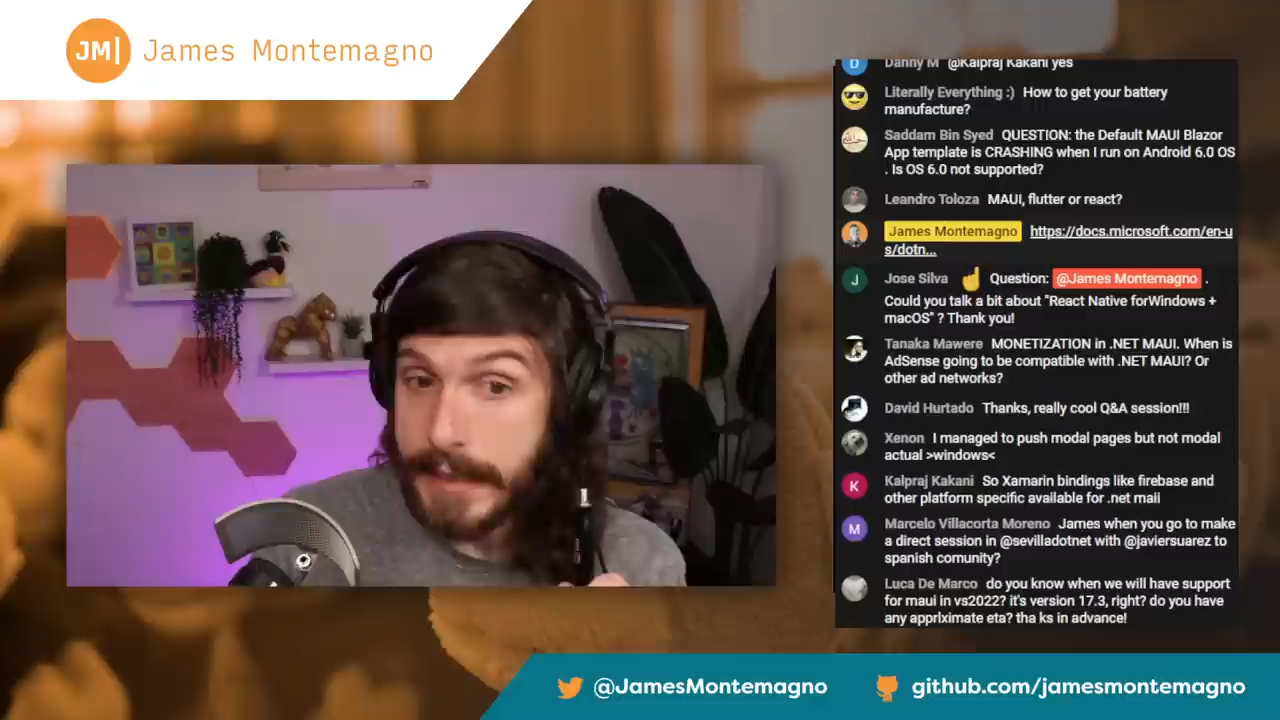 JM|
James Montemagno
Danny M @Kalpraj Kakani yes
Literally Everything :) How to get your battery
manufacture?
Saddam Bin Syed QUESTION: the Default MAUI Blazor
App template is CRASHING when I run on Android 6.0 OS
. Is OS 6.0 not supported?
Leandro Toloza MAUI, flutter or react?
James Montemagno https://docs.microsoft.com/en-u
s/dotn...
Jose Silva ☝ Question: @James Montemagno .
Could you talk a bit about "React Native forWindows +
macOS" ? Thank you!
Tanaka Mawere MONETIZATION in .NET MAUI. When is
AdSense going to be compatible with .NET MAUI? Or
other ad networks?
David Hurtado Thanks, really cool Q&A session!!!
Xenon I managed to push modal pages but not modal
actual >windows<
Kalpraj Kakani So Xamarin bindings like firebase and
other platform specific available for .net maii
Marcelo Villacorta Moreno James when you go to make
a direct session in @sevilladotnet with @javiersuarez to
spanish comunity?
Luca De Marco do you know when we will have support
for maui in vs2022? it's version 17.3, right? do you have
any apprIximate eta? tha ks in advance!
D
J
K
M
@JamesMontemagno
github.com/jamesmontemagno